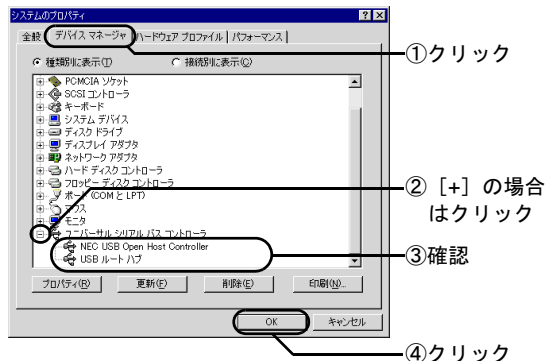 システムのプロパティ
全般
デバイス マネージャ
ハードウェア プロファイル
パフォーマンス
①クリック
種類別に表示(T)
接続別に表示(C)
PCMCIA ソケット
SCSI コントローラ
キーボード
システム デバイス
ディスク ドライブ
ディスプレイ アダプタ
ネットワーク アダプタ
ハード ディスク コントローラ
フロッピー ディスク コントローラ
ポート (COM と LPT)
マウス
モニタ
ユニバーサル シリアル バス コントローラ
NEC USB Open Host Controller
USB ルート ハブ
②［+］の場合
はクリック
③確認
プロパティ(R)
更新(F)
削除(E)
印刷(N)...
OK
キャンセル
④クリック